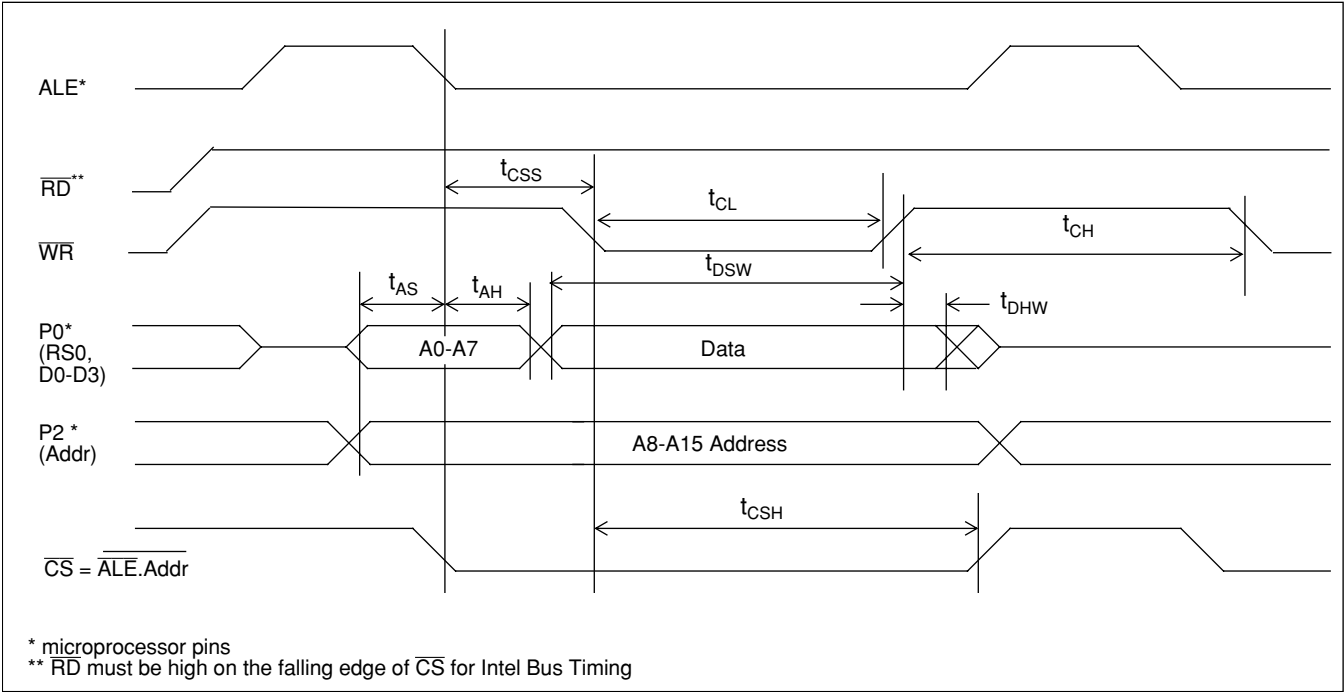 ALE*
RD**
tCSS
tCL
WR
tCH
tDSW
tAS
tAH
tDHW
P0*
(RS0,
D0-D3)
A0-A7
Data
P2 *
(Addr)
A8-A15 Address
tCSH
CS = ALE.Addr
* microprocessor pins
** RD must be high on the falling edge of CS for Intel Bus Timing